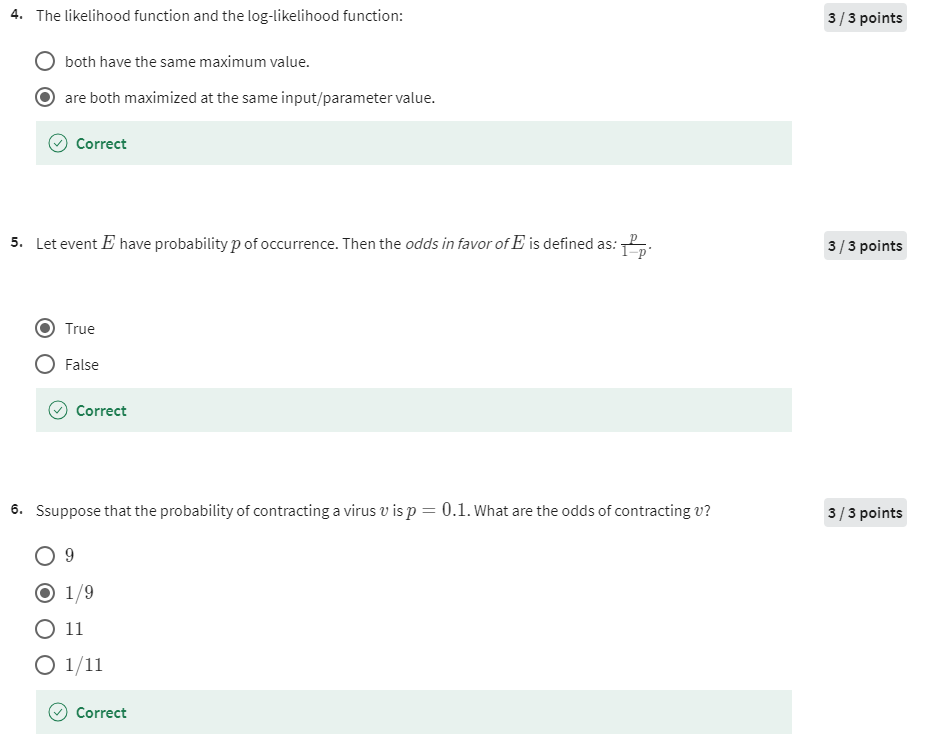 4. The likelihood function and the log-likelihood function:
3 / 3 points
both have the same maximum value.
are both maximized at the same input/parameter value.
Correct
5. Let event E have probability p of occurrence. Then the odds in favor of E is defined as: p/1−p.
3 / 3 points
True
False
Correct
6. Ssuppose that the probability of contracting a virus v is p = 0.1. What are the odds of contracting v?
3 / 3 points
9
1/9
11
1/11
Correct